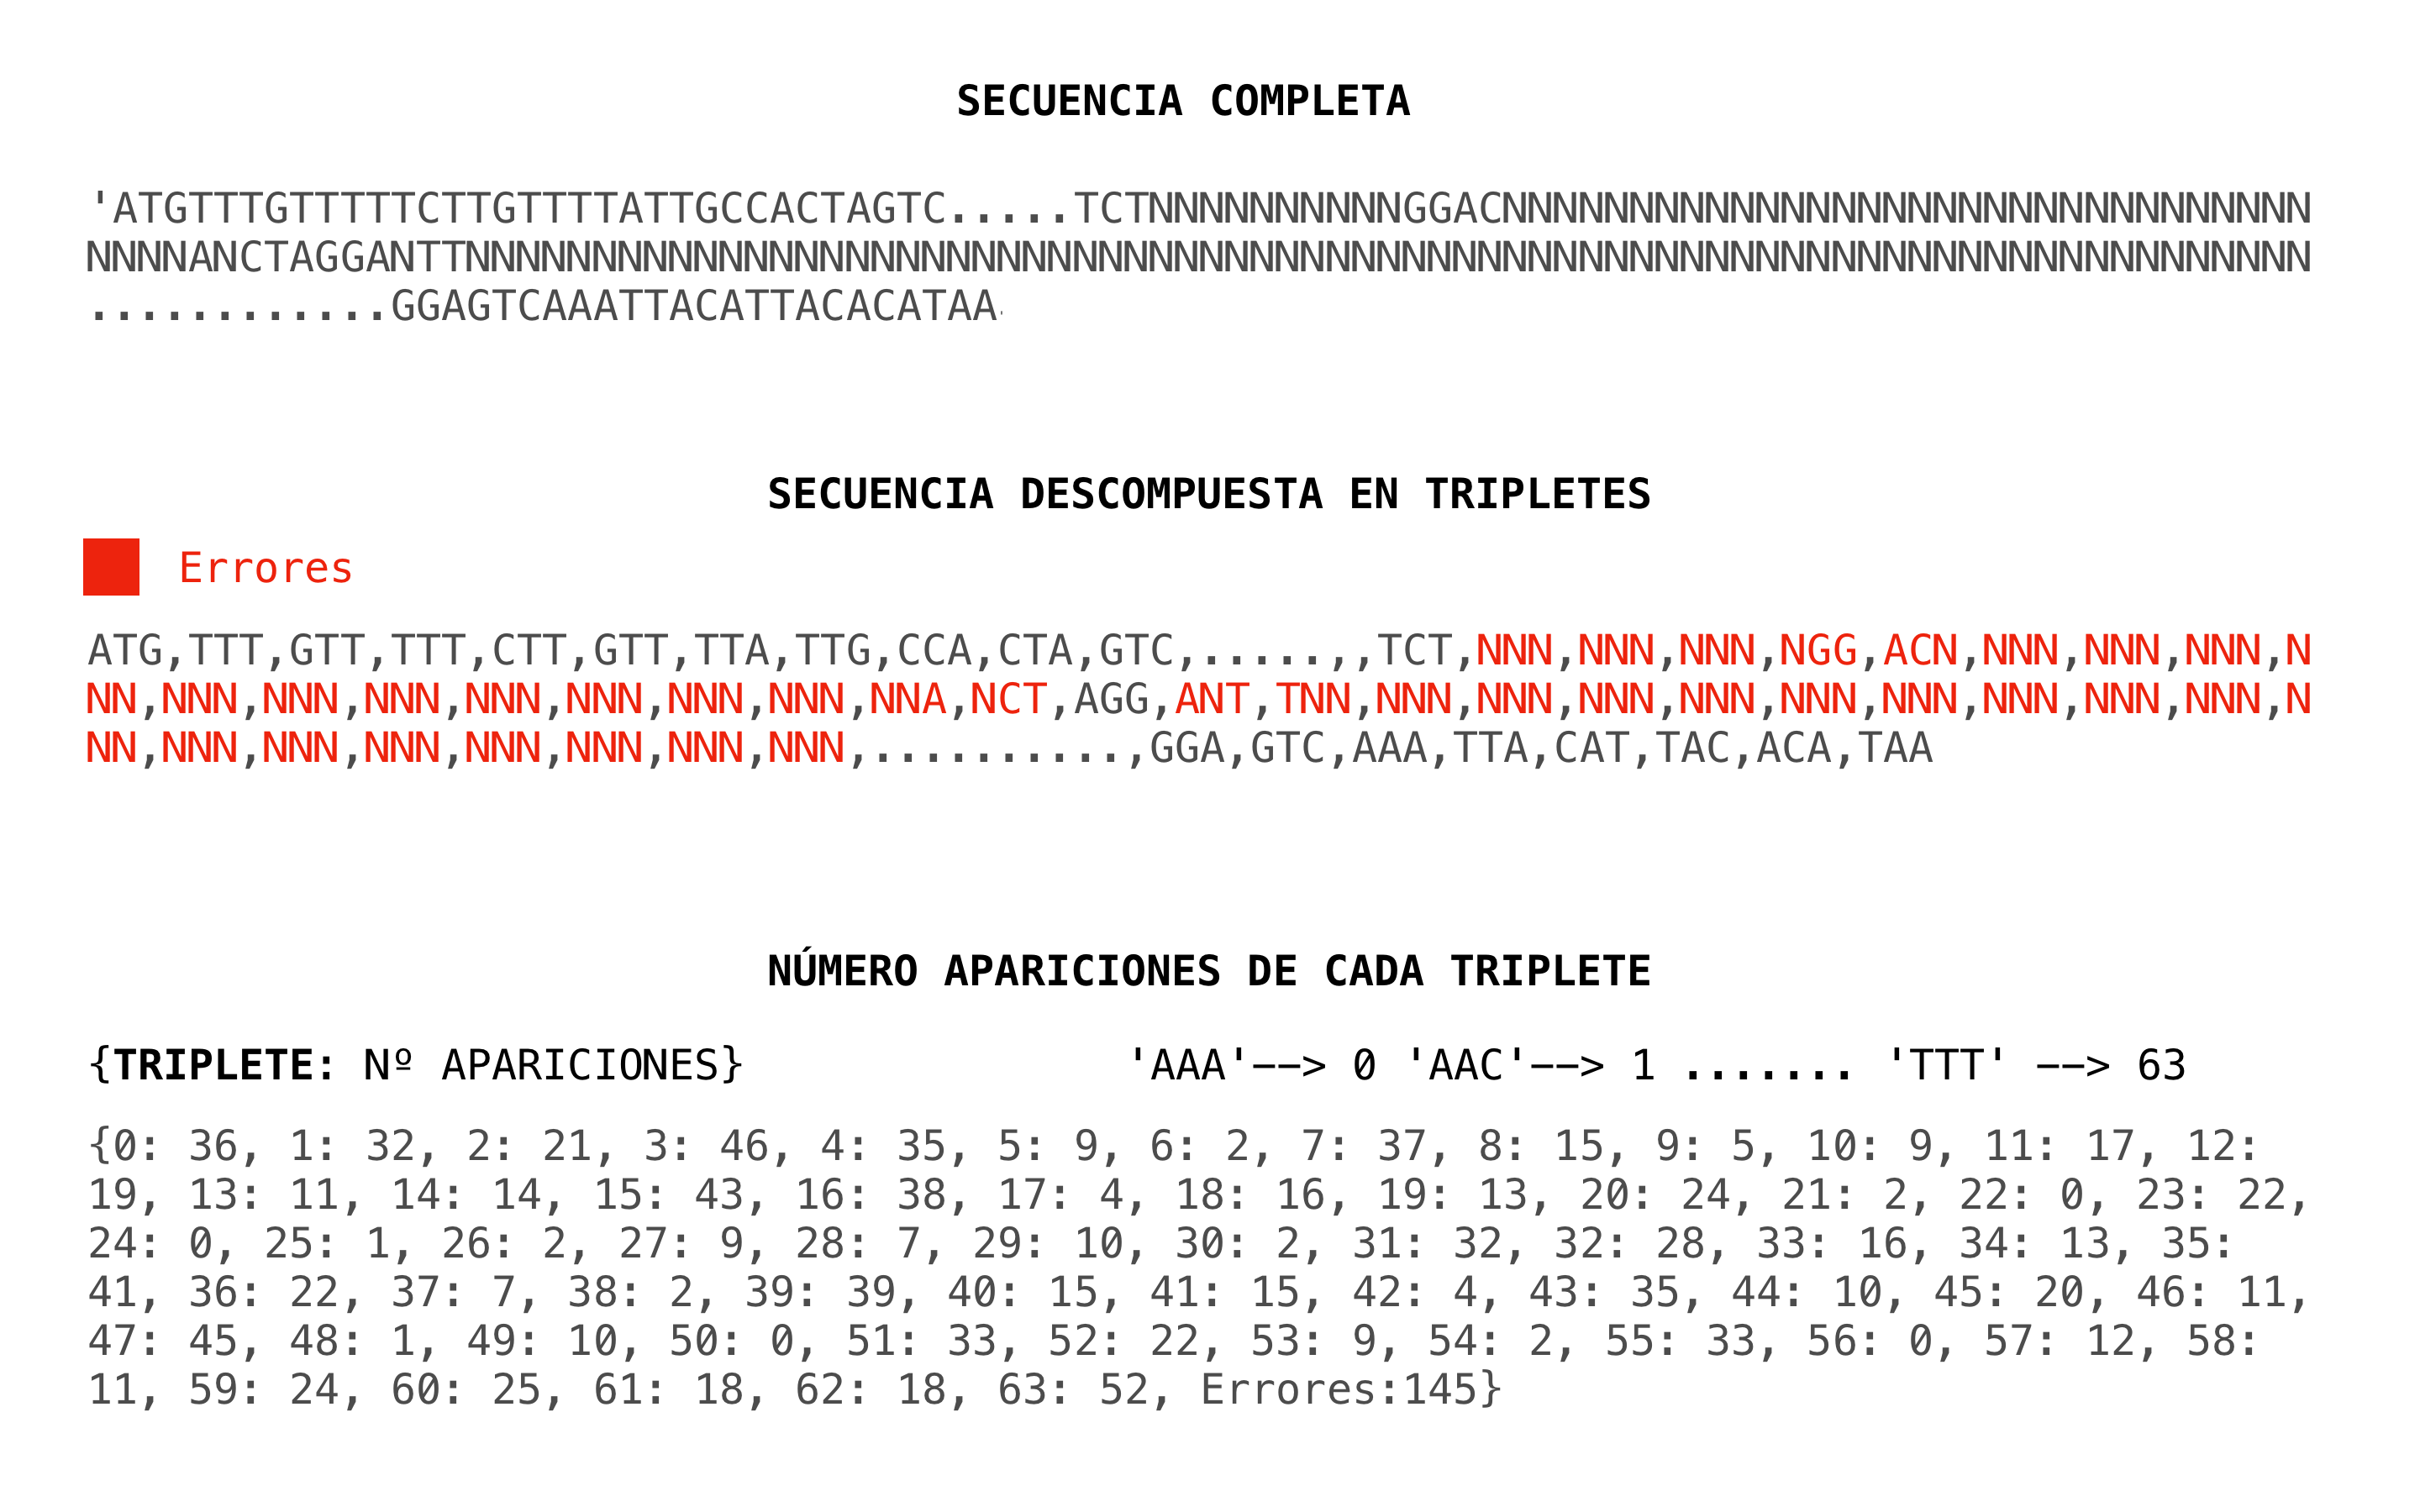 SECUENCIA COMPLETA
'ATGTTTGTTTTTCTTGTTTTATTGCCACTAGTC.....TCTNNNNNNNNNNGGACNNNNNNNNNNNNNNNNNNNNNNNNNNNNNNNN
NNNNANCTAGGANTTNNNNNNNNNNNNNNNNNNNNNNNNNNNNNNNNNNNNNNNNNNNNNNNNNNNNNNNNNNNNNNNNNNNNNNNNN
............GGAGTCAAATTACATTACACATAA
SECUENCIA DESCOMPUESTA EN TRIPLETES
Errores
ATG,TTT,GTT,TTT,CTT,GTT,TTA,TTG,CCA,CTA,GTC,.....,,TCT,NNN,NNN,NNN,NGG,ACN,NNN,NNN,NNN,N
NN,NNN,NNN,NNN,NNN,NNN,NNN,NNN,NNA,NCT,AGG,ANT,TNN,NNN,NNN,NNN,NNN,NNN,NNN,NNN,NNN,NNN,N
NN,NNN,NNN,NNN,NNN,NNN,NNN,NNN,..........,GGA,GTC,AAA,TTA,CAT,TAC,ACA,TAA
NÚMERO APARICIONES DE CADA TRIPLETE
{TRIPLETE: Nº APARICIONES} 'AAA'––> 0 'AAC'––> 1 ....... 'TTT' ––> 63
{0: 36, 1: 32, 2: 21, 3: 46, 4: 35, 5: 9, 6: 2, 7: 37, 8: 15, 9: 5, 10: 9, 11: 17, 12:
19, 13: 11, 14: 14, 15: 43, 16: 38, 17: 4, 18: 16, 19: 13, 20: 24, 21: 2, 22: 0, 23: 22,
24: 0, 25: 1, 26: 2, 27: 9, 28: 7, 29: 10, 30: 2, 31: 32, 32: 28, 33: 16, 34: 13, 35:
41, 36: 22, 37: 7, 38: 2, 39: 39, 40: 15, 41: 15, 42: 4, 43: 35, 44: 10, 45: 20, 46: 11,
47: 45, 48: 1, 49: 10, 50: 0, 51: 33, 52: 22, 53: 9, 54: 2, 55: 33, 56: 0, 57: 12, 58:
11, 59: 24, 60: 25, 61: 18, 62: 18, 63: 52, Errores:145}